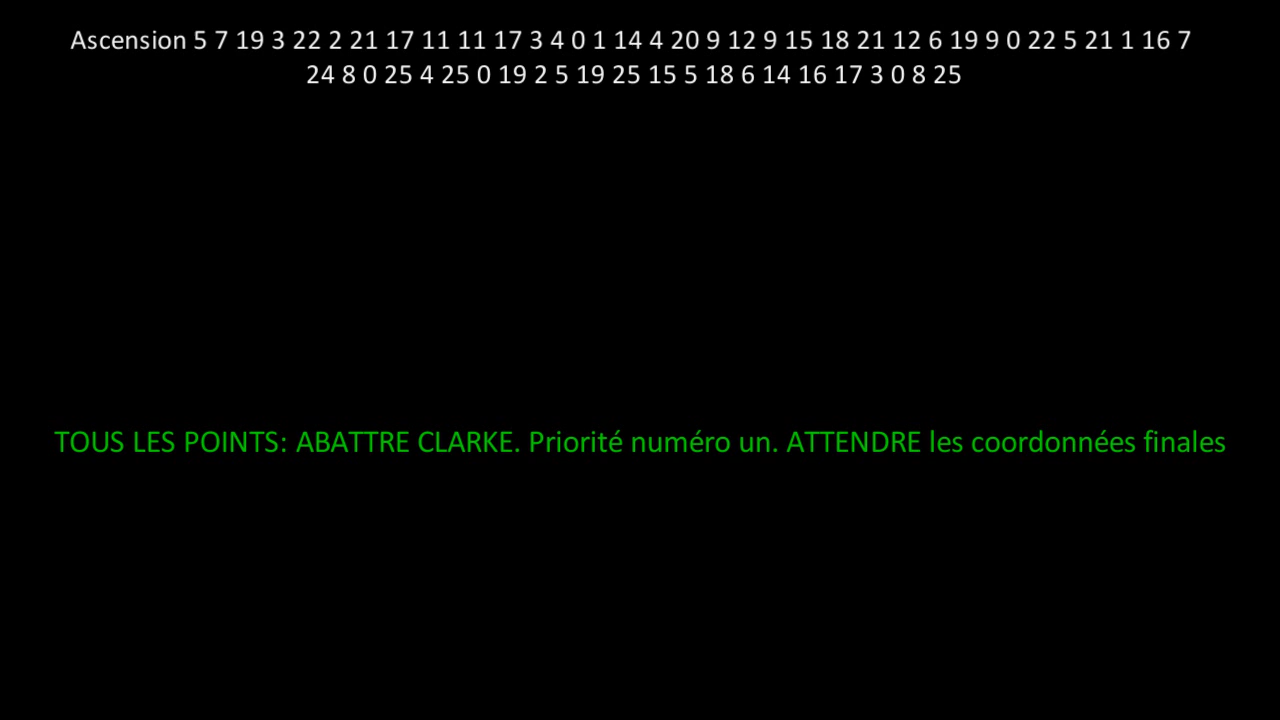 Ascension 5 7 19 3 22 2 21 17 11 11 17 3 4 0 1 14 4 20 9 12 9 15 18 21 12 6 19 9 0 22 5 21 1 16 7
24 8 0 25 4 25 0 19 2 5 19 25 15 5 18 6 14 16 17 3 0 8 25
TOUS LES POINTS: ABATTRE CLARKE. Priorité numéro un. ATTENDRE les coordonnées finales